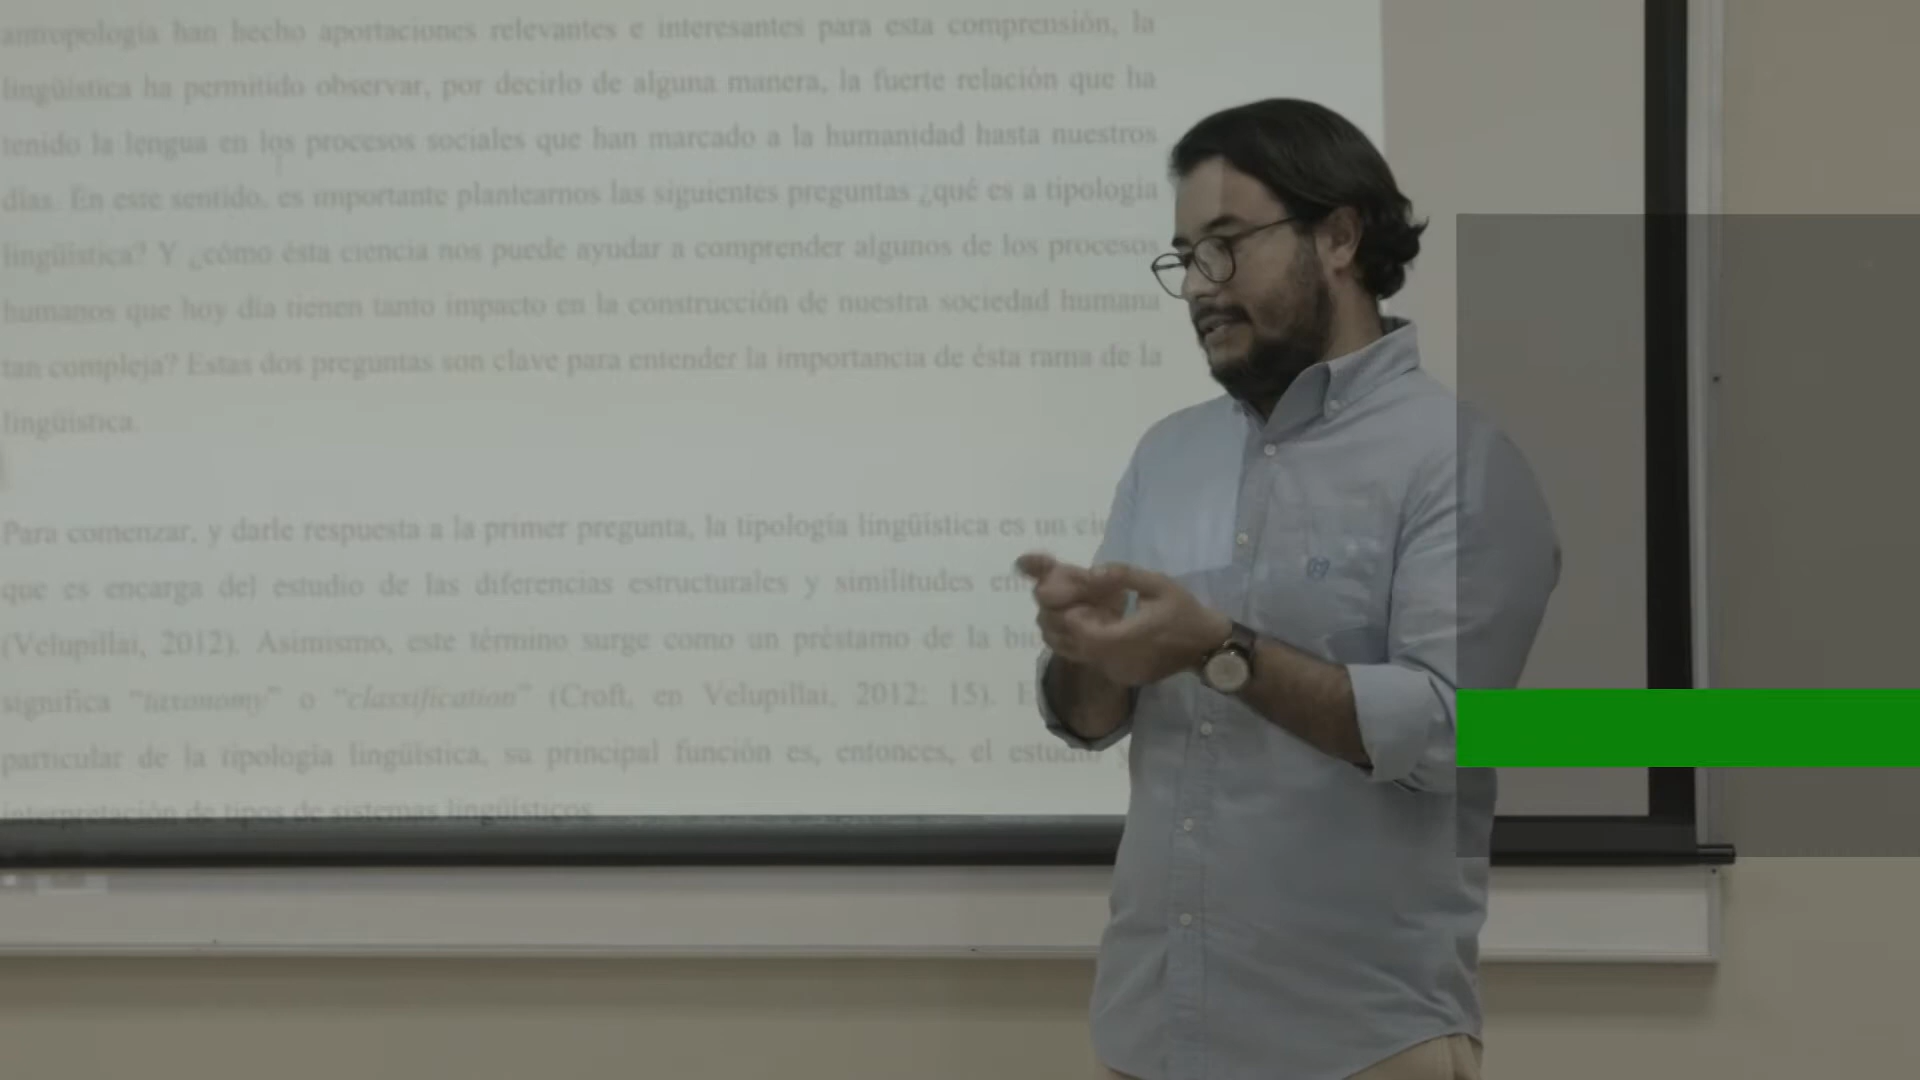 antropología han hecho aportaciones relevantes e interesantes para esta comprensión, la
lingüística ha permitido observar, por decirlo de alguna manera, la fuerte relación que ha
tenido la lengua en los procesos sociales que han marcado a la humanidad hasta nuestros
días. En este sentido, es importante plantearnos las siguientes preguntas ¿qué es a tipología
lingüística? Y ¿cómo ésta ciencia nos puede ayudar a comprender algunos de los procesos
humanos que hoy día tienen tanto impacto en la construcción de nuestra sociedad humana
tan compleja? Estas dos preguntas son clave para entender la importancia de ésta rama de la
lingüística.
Para comenzar, y darle respuesta a la primer pregunta, la tipología lingüística es un
que es encarga del estudio de las diferencias estructurales y similitudes
(Velupillai, 2012). Asimismo, este término surge como un préstamo de la
significa “taxonomy” o “classification” (Croft, en Velupillai, 2012: 15).
particular de la tipología lingüística, su principal función es, entonces, el estudio y
interpretación de tipos de sistemas lingüísticos